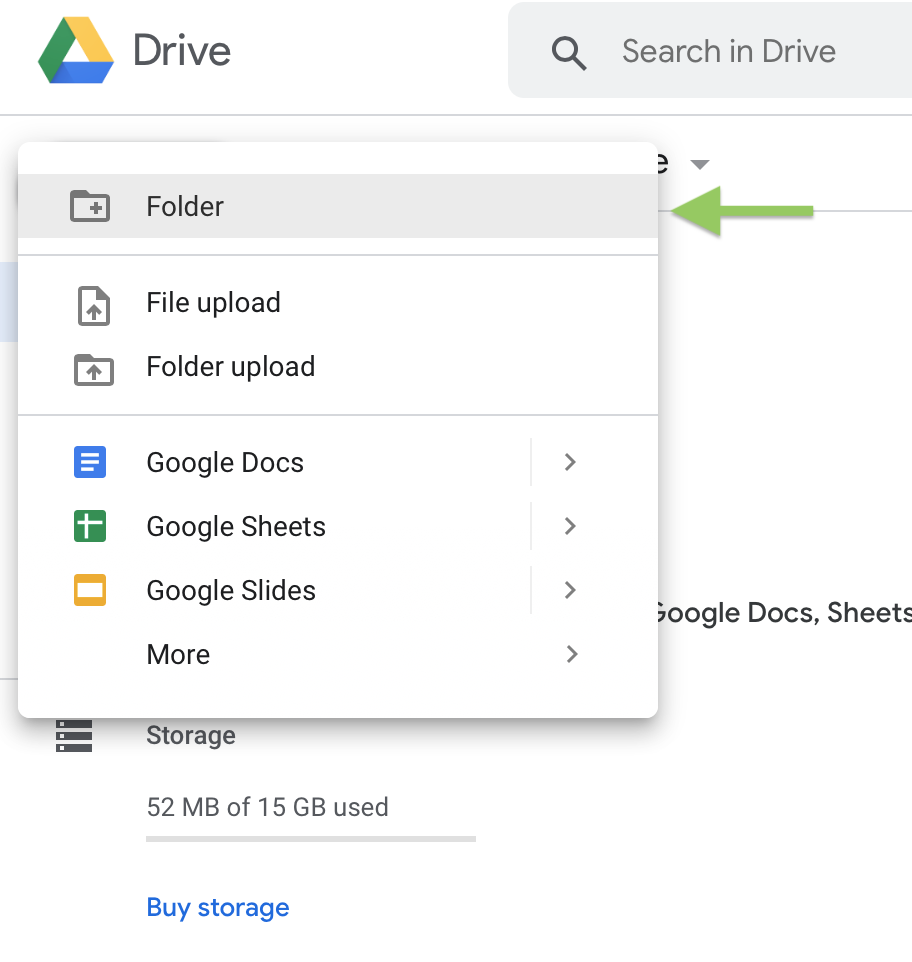 Drive
Search in Drive
Folder
File upload
Folder upload
Google Docs
Google Sheets
Google Slides
Google Docs, Sheets
More
Storage
52 MB of 15 GB used
Buy storage